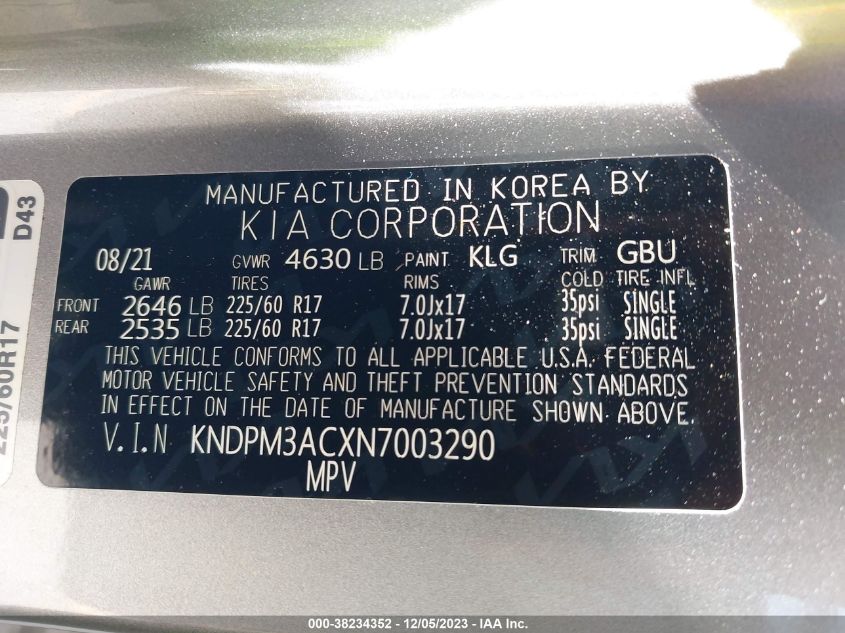 MANUFACTURED IN KOREA BY
KIA CORPORATION
08/21 GVWR 4630 LB PAINT KLG TRIM GBU
GAWR TIRES RIMS COLD TIRE INFL
FRONT 2646 LB 225/60 R17 7.0Jx17 35psi SINGLE
REAR 2535 LB 225/60 R17 7.0Jx17 35psi SINGLE
THIS VEHICLE CONFORMS TO ALL APPLICABLE U.S.A. FEDERAL
MOTOR VEHICLE SAFETY AND THEFT PREVENTION STANDARDS
IN EFFECT ON THE DATE OF MANUFACTURE SHOWN ABOVE.
V.I.N KNDPM3ACXN7003290
MPV
D43
225/60R17
000-38234352 - 12/05/2023 - IAA Inc.